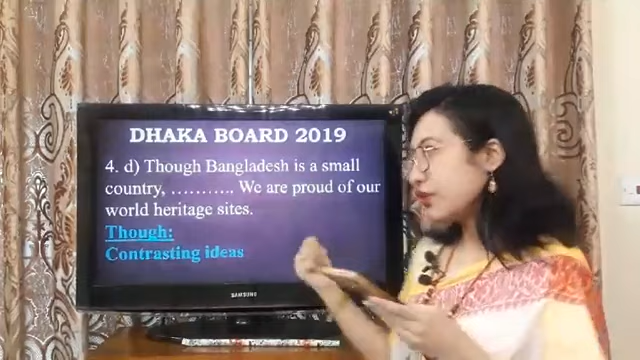 DHAKA BOARD 2019
4. d) Though Bangladesh is a small
country, ……….. We are proud of our
world heritage sites.
Though:
Contrasting ideas
SAMSUNG